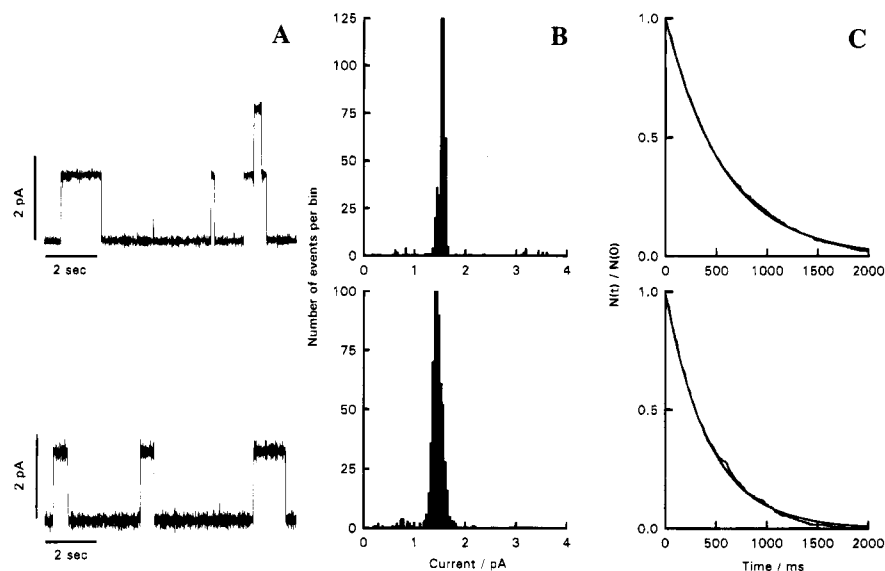 A
B
C
2 pA
2 sec
Number of events per bin
125
100
75
50
25
0
0 1 2 3 4
N(t) / N(0)
1.0
0.5
0.0
0 500 1000 1500 2000
2 pA
2 sec
100
75
50
25
0
0 1 2 3 4
Current / pA
1.0
0.5
0.0
0 500 1000 1500 2000
Time / ms